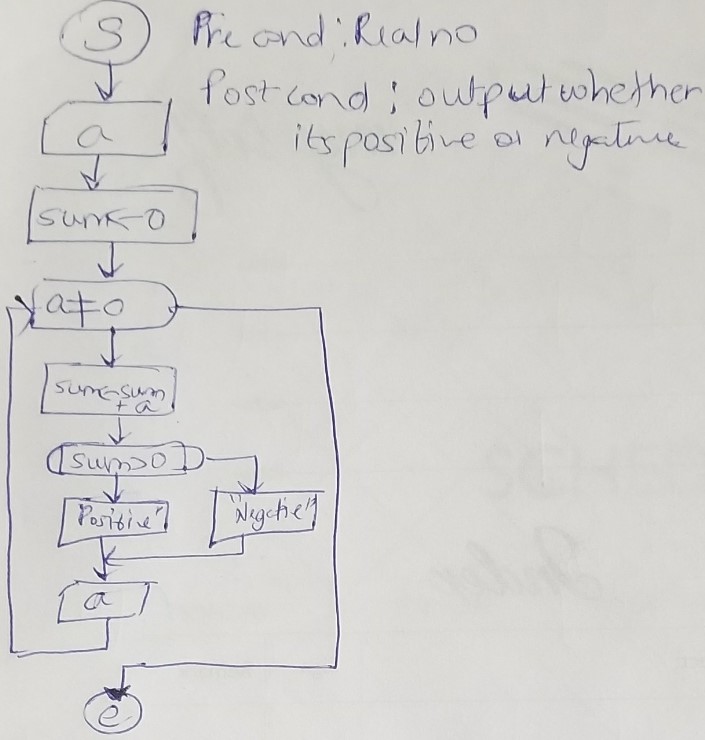 S
Pre cond : Real no
Post cond : output whether
its positive or negative
a
sum ← 0
a ≠ 0
sum←sum
+ a
sum>0
"Positive"
"Negative"
a
e